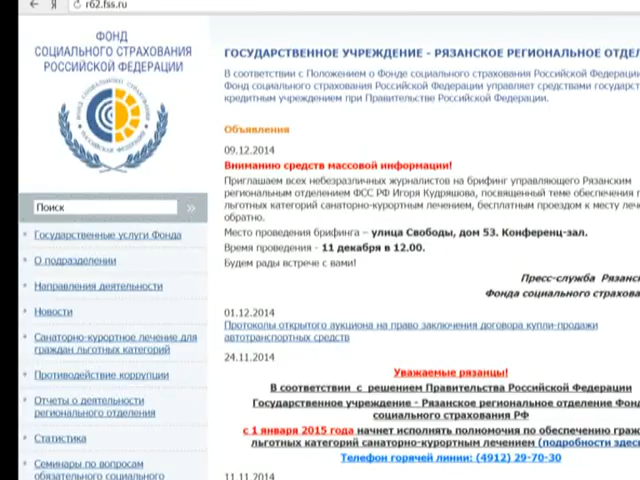 r62.fss.ru
ФОНД
СОЦИАЛЬНОГО СТРАХОВАНИЯ
РОССИЙСКОЙ ФЕДЕРАЦИИ
Поиск
Государственные услуги Фонда
О подразделении
Направления деятельности
Новости
Санаторно-курортное лечение для
граждан льготных категорий
Противодействие коррупции
Отчеты о деятельности
регионального отделения
Статистика
Семинары по вопросам
обязательного социального
ГОСУДАРСТВЕННОЕ УЧРЕЖДЕНИЕ - РЯЗАНСКОЕ РЕГИОНАЛЬНОЕ ОТДЕЛ
В соответствии с Положением о Фонде социального страхования Российской Федерации
Фонд социального страхования Российской Федерации управляет средствами государст
кредитным учреждением при Правительстве Российской Федерации.
Объявления
09.12.2014
Вниманию средств массовой информации!
Приглашаем всех небезразличных журналистов на брифинг управляющего Рязанским
региональным отделением ФСС РФ Игоря Кудряшова, посвященный теме обеспечения
льготных категорий санаторно-курортным лечением, бесплатным проездом к месту леч
обратно.
Место проведения брифинга – улица Свободы, дом 53. Конференц-зал.
Время проведения - 11 декабря в 12.00.
Будем рады встрече с вами!
Пресс-служба Рязанск
Фонда социального страхова
01.12.2014
Протоколы открытого аукциона на право заключения договора купли-продажи
автотранспортных средств
24.11.2014
Уважаемые рязанцы!
В соответствии с решением Правительства Российской Федерации
Государственное учреждение - Рязанское региональное отделение Фонд
социального страхования РФ
с 1 января 2015 года начнет исполнять полномочия по обеспечению граж
льготных категорий санаторно-курортным лечением (подробности здесь
Телефон горячей линии: (4912) 29-70-30
11.11.2014